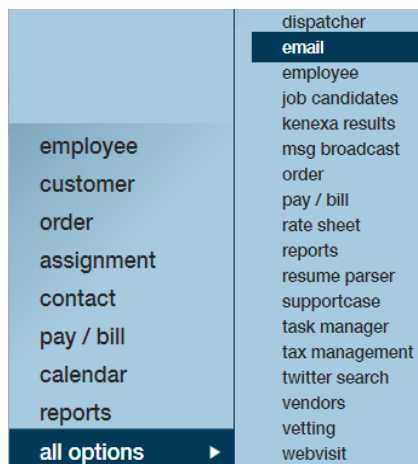 employee
customer
order
assignment
contact
pay / bill
calendar
reports
all options
dispatcher
email
employee
job candidates
kenexa results
msg broadcast
order
pay / bill
rate sheet
reports
resume parser
supportcase
task manager
tax management
twitter search
vendors
vetting
webvisit